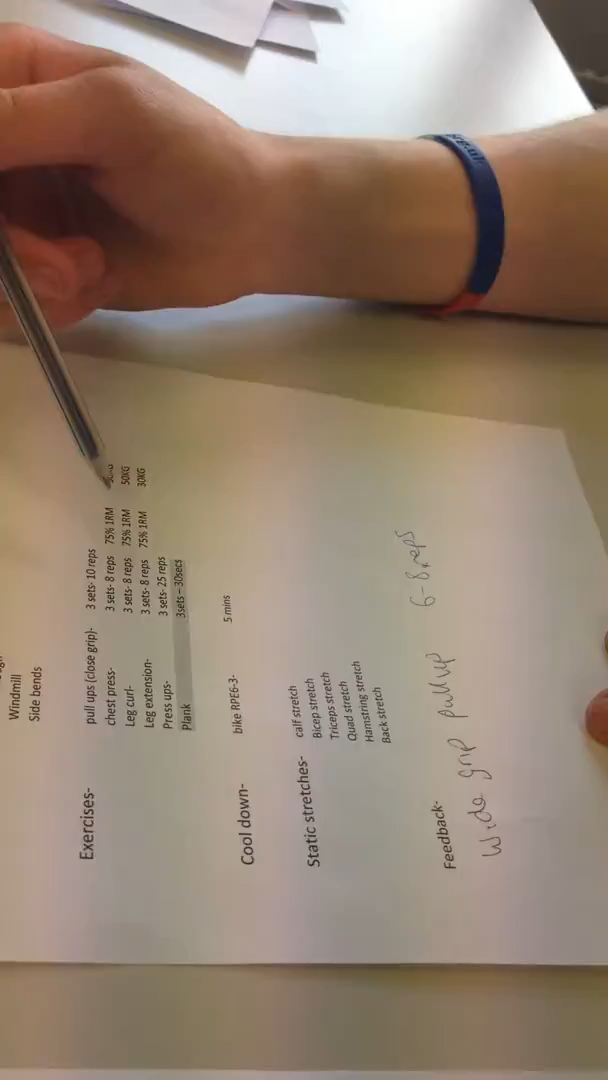 Windmill
Side bends
Exercises- pull ups (close grip)- 3 sets- 10 reps
chest press- 3 sets- 8 reps 75% 1RM
Leg curl- 3 sets- 8 reps 75% 1RM 50KG
Leg extension- 3 sets- 8 reps 75% 1RM 30KG
Press ups- 3 sets- 25 reps
Plank 3sets – 30secs
Cool down- bike RPE6-3- 5 mins
Static stretches- calf stretch
Bicep stretch
Triceps stretch
Quad stretch
Hamstring stretch
Back stretch
Feedback-
Wide grip pull up 6-8 reps